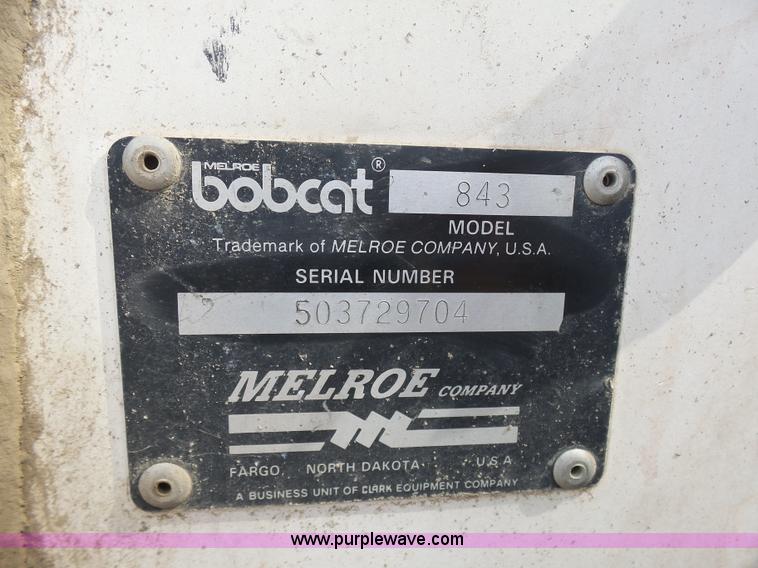 MELROE
bobcat® 843
MODEL
Trademark of MELROE COMPANY, U.S.A.
SERIAL NUMBER
503729704
MELROE COMPANY
FARGO, NORTH DAKOTA U.S.A
A BUSINESS UNIT OF CLARK EQUIPMENT COMPANY
www.purplewave.com